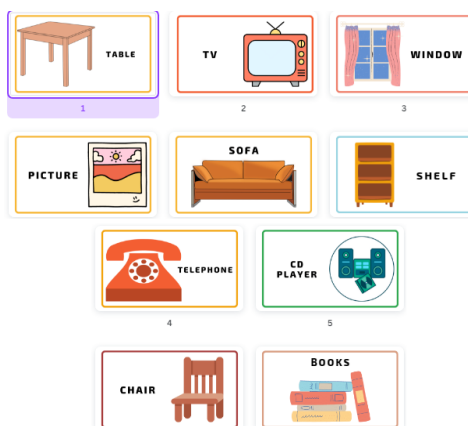 TABLE
TV
WINDOW
1
2
3
PICTURE
SOFA
SHELF
TELEPHONE
CD
PLAYER
4
5
CHAIR
BOOKS